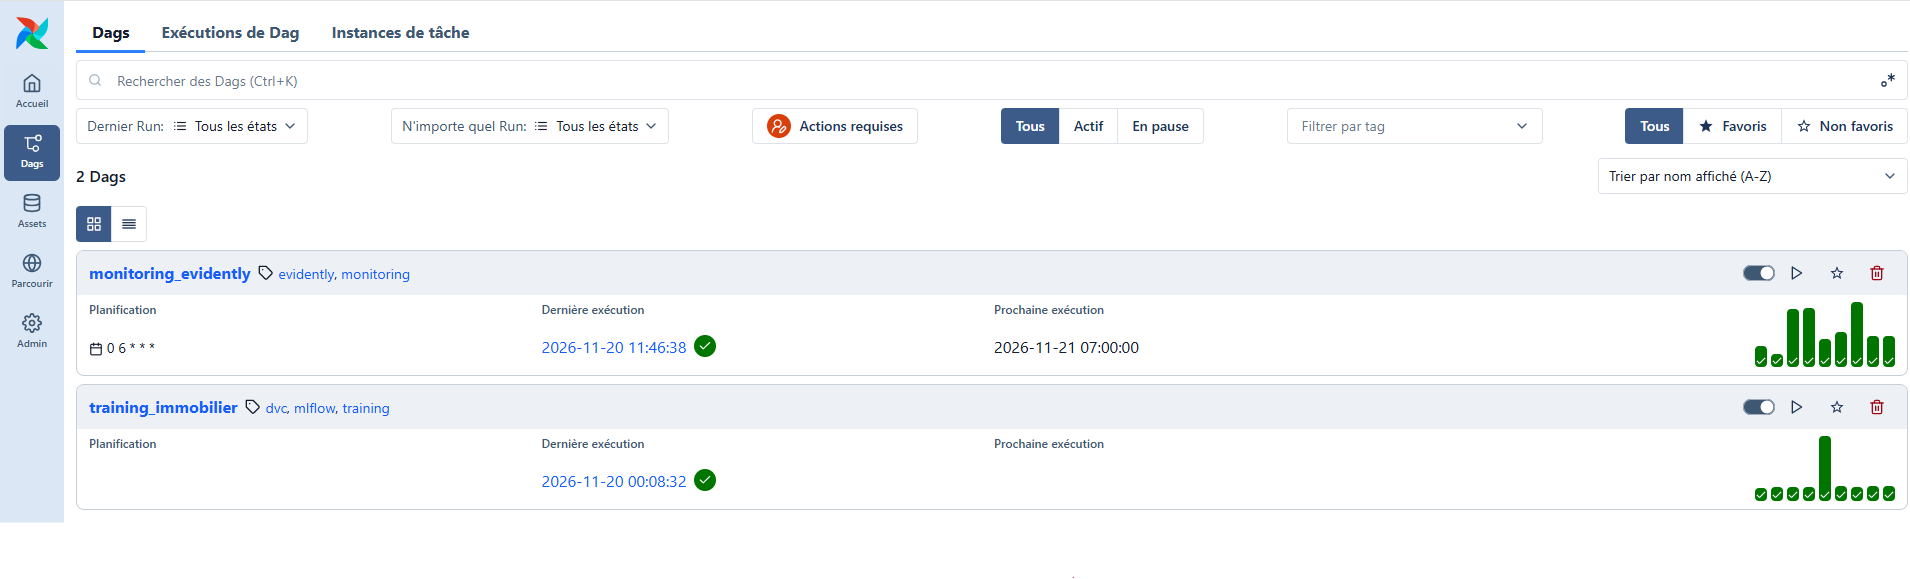 Dags Exécutions de Dag Instances de tâche
Rechercher des Dags (Ctrl+K)
Accueil
Dags
Assets
Parcourir
Admin
Dernier Run: Tous les états N'importe quel Run: Tous les états Actions requises Tous Actif En pause Filtrer par tag Tous Favoris Non favoris
2 Dags Trier par nom affiché (A-Z)
monitoring_evidently evidently, monitoring
Planification Dernière exécution Prochaine exécution
0 6 * * * 2026-11-20 11:46:38 2026-11-21 07:00:00
training_immobilier dvc, mlflow, training
Planification Dernière exécution Prochaine exécution
2026-11-20 00:08:32